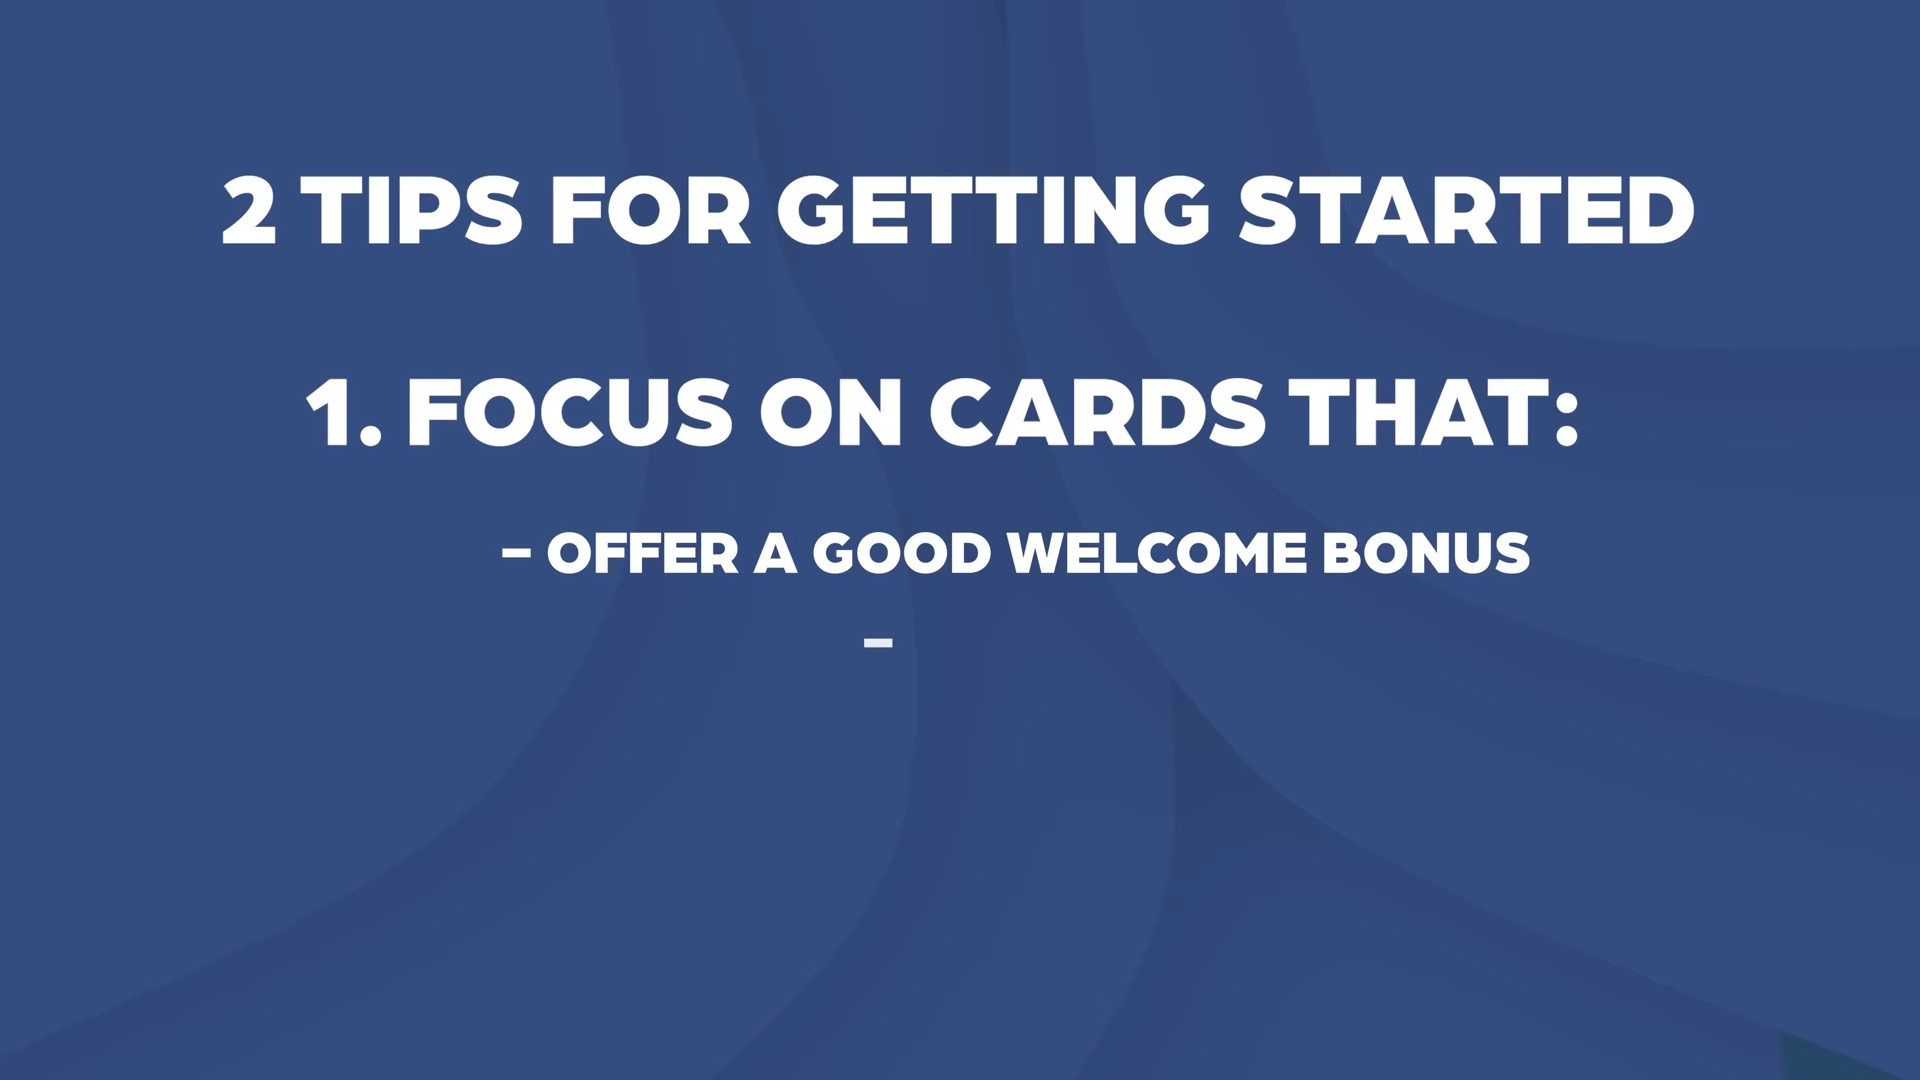 2 TIPS FOR GETTING STARTED
1. FOCUS ON CARDS THAT:
– OFFER A GOOD WELCOME BONUS
–